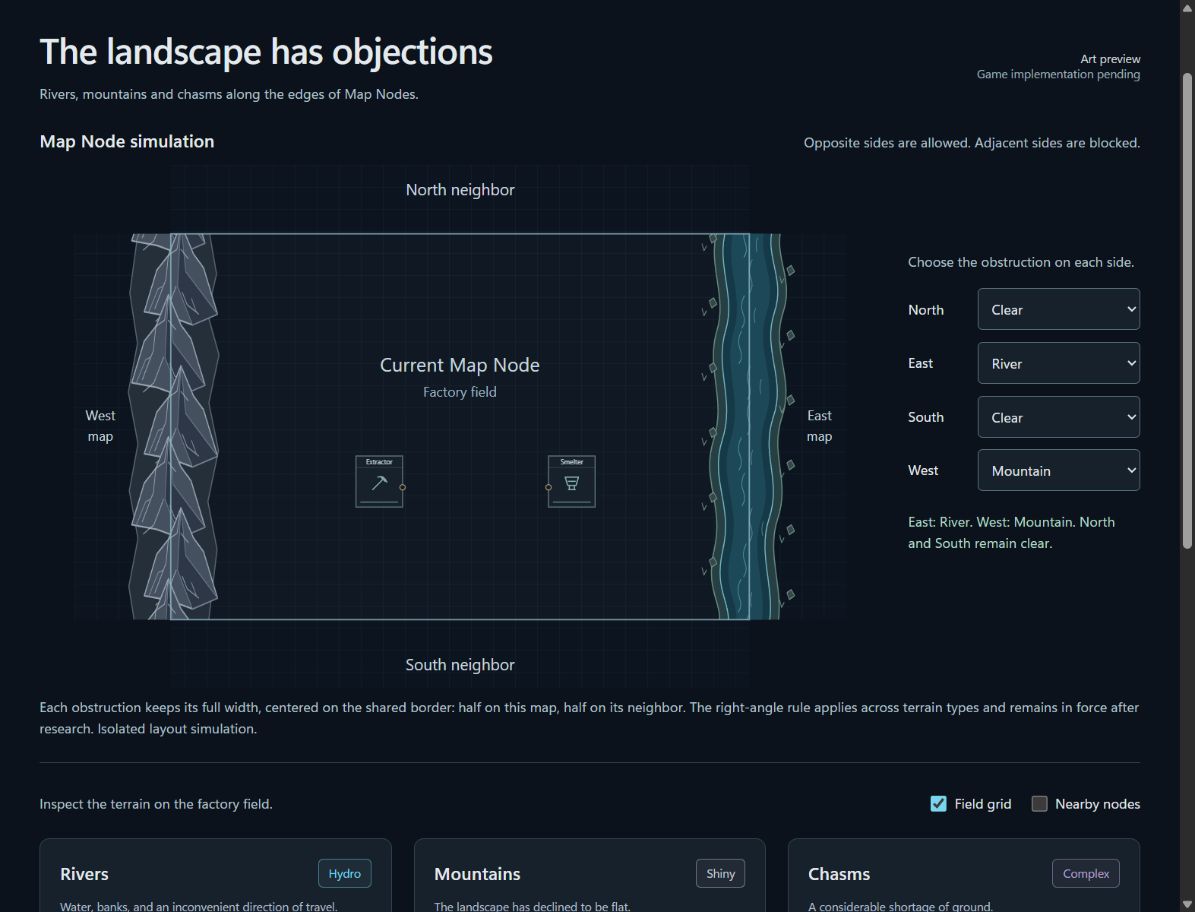 The landscape has objections
Art preview
Game implementation pending
Rivers, mountains and chasms along the edges of Map Nodes.
Map Node simulation
Opposite sides are allowed. Adjacent sides are blocked.
North neighbor
Choose the obstruction on each side.
North
Clear
East
River
South
Clear
West
Mountain
East: River. West: Mountain. North
and South remain clear.
Current Map Node
Factory field
West
map
East
map
Extractor
Smelter
South neighbor
Each obstruction keeps its full width, centered on the shared border: half on this map, half on its neighbor. The right-angle rule applies across terrain types and remains in force after
research. Isolated layout simulation.
Inspect the terrain on the factory field.
Field grid
Nearby nodes
Rivers
Hydro
Water, banks, and an inconvenient direction of travel.
Mountains
Shiny
The landscape has declined to be flat.
Chasms
Complex
A considerable shortage of ground.